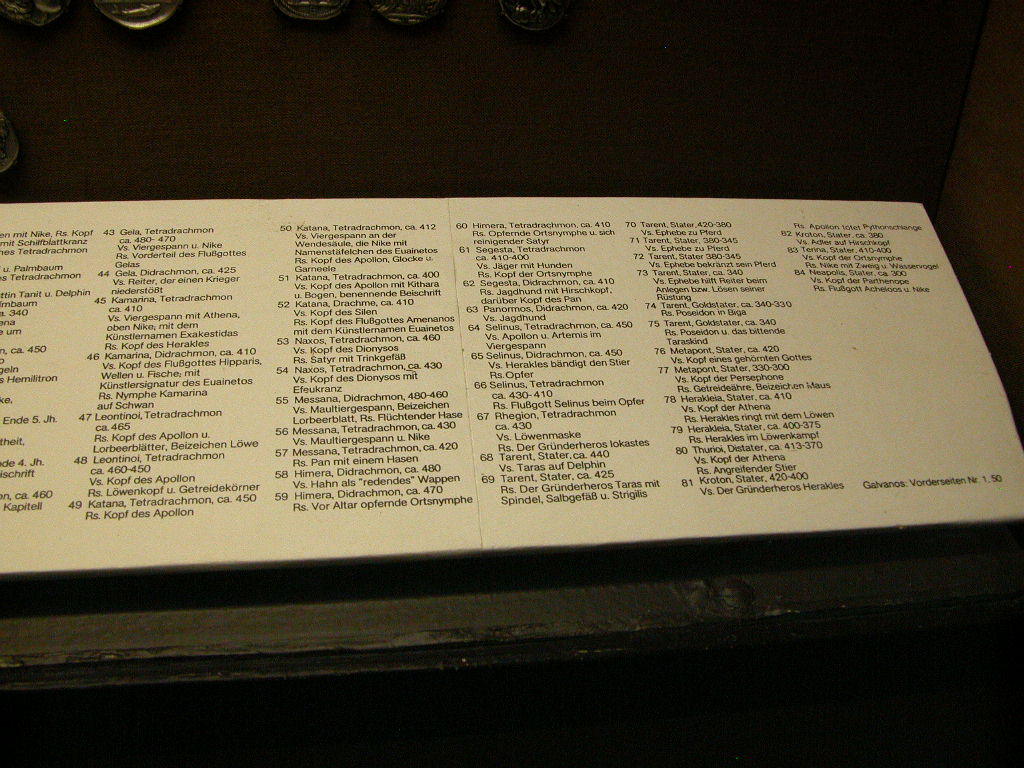 en mit Nike, Rs. Kopf
mit Schilfblattkranz
hes Tetradrachmon
u. Palmbaum
s Tetradrachmon
ttin Tanit u. Delphin
ca. 340
ena
e um
n, ca. 450
geln
s Hemilitron
ke,
Ende 5. Jh.
theit,
de 4. Jh.
schrift
on, ca. 460
Kapitell
43 Gela, Tetradrachmon
ca. 480- 470
Vs. Viergespann u. Nike
Rs. Vorderteil des Flußgottes
Gelas
44 Gela, Didrachmon, ca. 425
Vs. Reiter, der einen Krieger
niederstößt
45 Kamarina, Tetradrachmon
ca. 410
Vs. Viergespann mit Athena,
oben Nike, mit dem
Künstlernamen Exakestidas
Rs. Kopf des Herakles
46 Kamarina, Didrachmon, ca. 410
Vs. Kopf des Flußgottes Hipparis,
Wellen u. Fische, mit
Künstlersignatur des Euainetos
Rs. Nymphe Kamarina
auf Schwan
47 Leontinoi, Tetradrachmon
ca. 465
Rs. Kopf des Apollon u.
Lorbeerblätter, Beizeichen Löwe
48 Leontinoi, Tetradrachmon
ca. 460-450
Vs. Kopf des Apollon
Rs. Löwenkopf u. Getreidekörner
49 Katana, Tetradrachmon, ca. 450
Rs. Kopf des Apollon
50 Katana, Tetradrachmon, ca. 412
Vs. Viergespann an der
Wendesäule, die Nike mit
Namenstäfelchen des Euainetos
Rs. Kopf des Apollon, Glocke u.
Garneele
51 Katana, Tetradrachmon, ca. 400
Vs. Kopf des Apollon mit Kithara
u. Bogen, benennende Beischrift
52 Katana, Drachme, ca. 410
Vs. Kopf des Silen
Rs. Kopf des Flußgottes Amenanos
mit dem Künstlernamen Euainetos
53 Naxos, Tetradrachmon, ca. 460
Vs. Kopf des Dionysos
Rs. Satyr mit Trinkgefäß
54 Naxos, Tetradrachmon, ca. 430
Vs. Kopf des Dionysos mit
Efeukranz
55 Messana, Didrachmon, 480-460
Vs. Maultiergespann, Beizeichen
Lorbeerblatt, Rs. Flüchtender Hase
56 Messana, Tetradrachmon, ca. 430
Vs. Maultiergespann u. Nike
57 Messana, Tetradrachmon, ca. 420
Rs. Pan mit einem Hasen
58 Himera, Didrachmon, ca. 480
Vs. Hahn als "redendes" Wappen
59 Himera, Didrachmon, ca. 470
Rs. Vor Altar opfernde Ortsnymphe
60 Himera, Tetradrachmon, ca. 410
Rs. Opfernde Ortsnymphe u. sich
reinigender Satyr
61 Segesta, Tetradrachmon
ca. 410-400
Vs. Jäger mit Hunden
Rs. Kopf der Ortsnymphe
62 Segesta, Didrachmon, ca. 410
Rs. Jagdhund mit Hirschkopf,
darüber Kopf des Pan
63 Panormos, Didrachmon, ca. 420
Vs. Jagdhund
64 Selinus, Tetradrachmon, ca. 450
Vs. Apollon u. Artemis im
Viergespann
65 Selinus, Didrachmon, ca. 450
Vs. Herakles bändigt den Stier
Rs. Opfer
66 Selinus, Tetradrachmon
ca. 430-410
Rs. Flußgott Selinus beim Opfer
67 Rhegion, Tetradrachmon
ca. 430
Vs. Löwenmaske
Rs. Der Gründerheros Iokastes
68 Tarent, Stater, ca. 440
Vs. Taras auf Delphin
69 Tarent, Stater, ca. 425
Rs. Der Gründerheros Taras mit
Spindel, Salbgefäß u. Strigilis
70 Tarent, Stater, 420-380
Vs. Ephebe zu Pferd
71 Tarent, Stater, 380-345
Vs. Ephebe zu Pferd
72 Tarent, Stater 380-345
Vs. Ephebe bekränzt sein Pferd
73 Tarent, Stater, ca. 340
Vs. Ephebe hilft Reiter beim
Anlegen bzw. Lösen seiner
Rüstung
74 Tarent, Goldstater, ca. 340-330
Rs. Poseidon in Biga
75 Tarent, Goldstater, ca. 340
Rs. Poseidon u. das bittende
Taraskind
76 Metapont, Stater, ca. 420
Vs. Kopf eines gehörnten Gottes
77 Metapont, Stater, 330-300
Vs. Kopf der Persephone
Rs. Getreideähre, Beizeichen Maus
78 Herakleia, Stater, ca. 410
Vs. Kopf der Athena
Rs. Herakles ringt mit dem Löwen
79 Herakleia, Stater, ca. 400-375
Rs. Herakles im Löwenkampf
80 Thurioi, Distater, ca. 413-370
Vs. Kopf der Athena
Rs. Angreifender Stier
81 Kroton, Stater, 420-400
Vs. Der Gründerheros Herakles
Rs. Apollon tötet Pythonschlange
82 Kroton, Stater, ca. 380
Vs. Adler auf Hirschkopf
83 Terina, Stater, 410-400
Vs. Kopf der Ortsnymphe
Rs. Nike mit Zweig u. Wasservogel
84 Neapolis, Stater, ca. 300
Vs. Kopf der Parthenope
Rs. Flußgott Acheloos u. Nike
Galvanos: Vorderseiten Nr. 1, 50